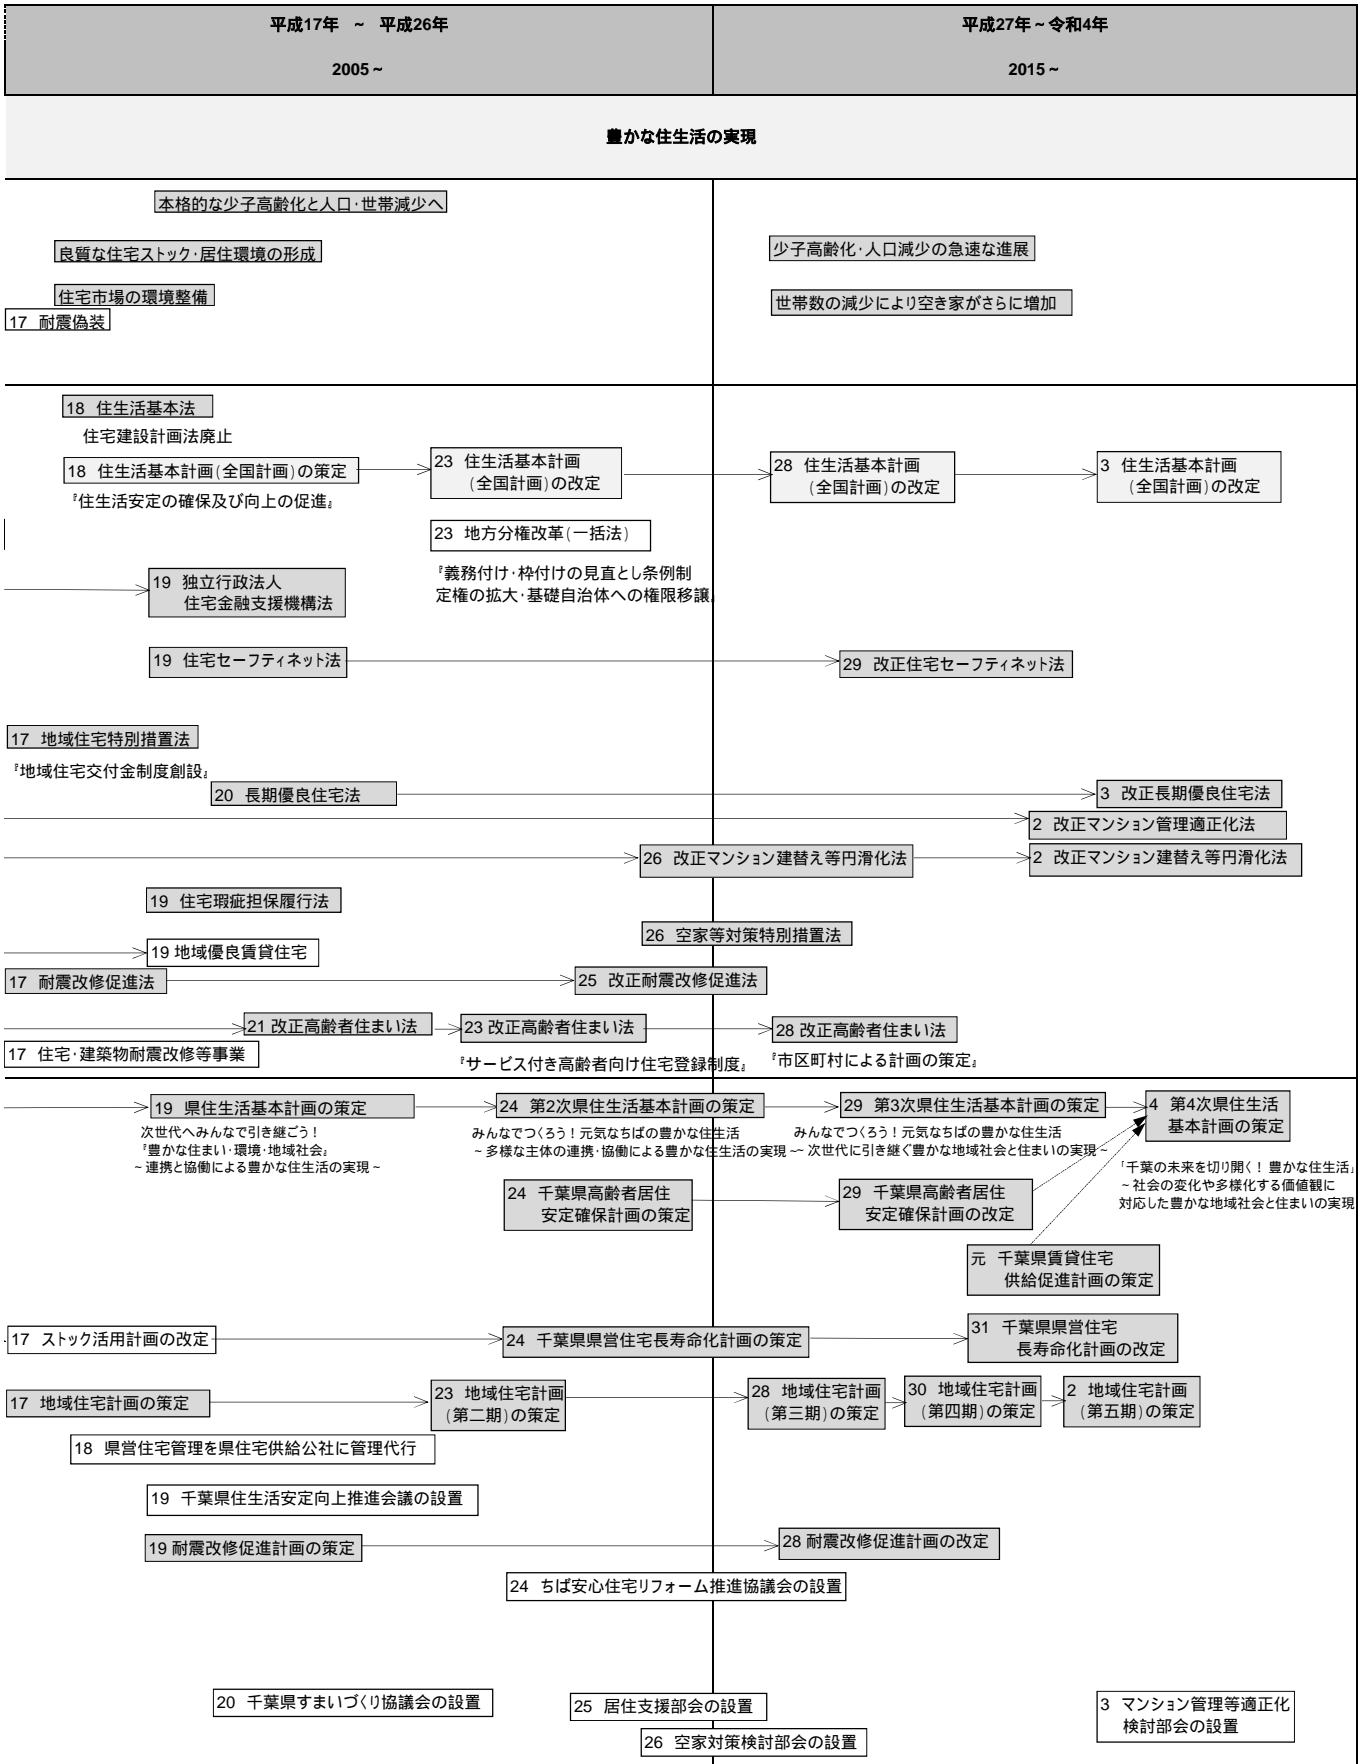 平成17年 ~ 平成26年
2005~
平成27年~令和4年
2015~
豊かな住生活の実現
本格的な少子高齢化と人口・世帯減少へ
良質な住宅ストック・居住環境の形成
住宅市場の環境整備
17 耐震偽装
少子高齢化・人口減少の急速な進展
世帯数の減少により空き家がさらに増加
18 住生活基本法
住宅建設計画法廃止
18 住生活基本計画(全国計画)の策定
『住生活安定の確保及び向上の促進』
23 住生活基本計画
(全国計画)の改定
28 住生活基本計画
(全国計画)の改定
3 住生活基本計画
(全国計画)の改定
23 地方分権改革(一括法)
『義務付け・枠付けの見直とし条例制
定権の拡大・基礎自治体への権限移譲』
19 独立行政法人
住宅金融支援機構法
19 住宅セーフティネット法
29 改正住宅セーフティネット法
17 地域住宅特別措置法
『地域住宅交付金制度創設』
20 長期優良住宅法
3 改正長期優良住宅法
2 改正マンション管理適正化法
26 改正マンション建替え等円滑化法
2 改正マンション建替え等円滑化法
19 住宅瑕疵担保履行法
26 空家等対策特別措置法
19 地域優良賃貸住宅
17 耐震改修促進法
25 改正耐震改修促進法
21 改正高齢者住まい法
23 改正高齢者住まい法
28 改正高齢者住まい法
17 住宅・建築物耐震改修等事業
『サービス付き高齢者向け住宅登録制度』
『市区町村による計画の策定』
19 県住生活基本計画の策定
次世代へみんなで引き継ごう!
『豊かな住まい・環境・地域社会』
~連携と協働による豊かな住生活の実現~
24 第2次県住生活基本計画の策定
みんなでつくろう!元気なちばの豊かな住生活
~多様な主体の連携・協働による豊かな住生活の実現~
29 第3次県住生活基本計画の策定
みんなでつくろう!元気なちばの豊かな住生活
~次世代に引き継ぐ豊かな地域社会と住まいの実現~
4 第4次県住生活
基本計画の策定
「千葉の未来を切り開く! 豊かな住生活」
~社会の変化や多様化する価値観に
対応した豊かな地域社会と住まいの実現
24 千葉県高齢者居住
安定確保計画の策定
29 千葉県高齢者居住
安定確保計画の改定
元 千葉県賃貸住宅
供給促進計画の策定
17 ストック活用計画の改定
24 千葉県県営住宅長寿命化計画の策定
31 千葉県県営住宅
長寿命化計画の改定
17 地域住宅計画の策定
23 地域住宅計画
(第二期)の策定
28 地域住宅計画
(第三期)の策定
30 地域住宅計画
(第四期)の策定
2 地域住宅計画
(第五期)の策定
18 県営住宅管理を県住宅供給公社に管理代行
19 千葉県住生活安定向上推進会議の設置
19 耐震改修促進計画の策定
28 耐震改修促進計画の改定
24 ちば安心住宅リフォーム推進協議会の設置
20 千葉県すまいづくり協議会の設置
25 居住支援部会の設置
26 空家対策検討部会の設置
3 マンション管理等適正化
検討部会の設置